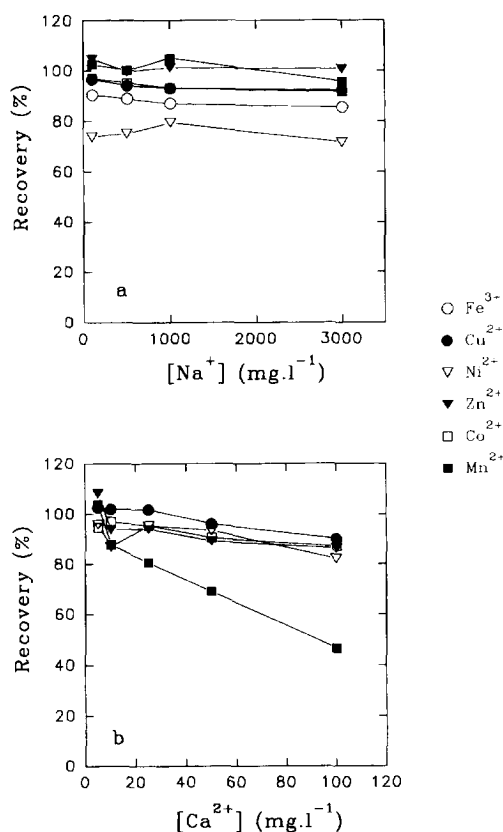 120
100
80
60
40
20
0
Recovery (%)
a
0 1000 2000 3000
[Na⁺] (mg.l⁻¹)
Fe³⁺
Cu²⁺
Ni²⁺
Zn²⁺
Co²⁺
Mn²⁺
120
100
80
60
40
20
0
Recovery (%)
b
0 20 40 60 80 100 120
[Ca²⁺] (mg.l⁻¹)